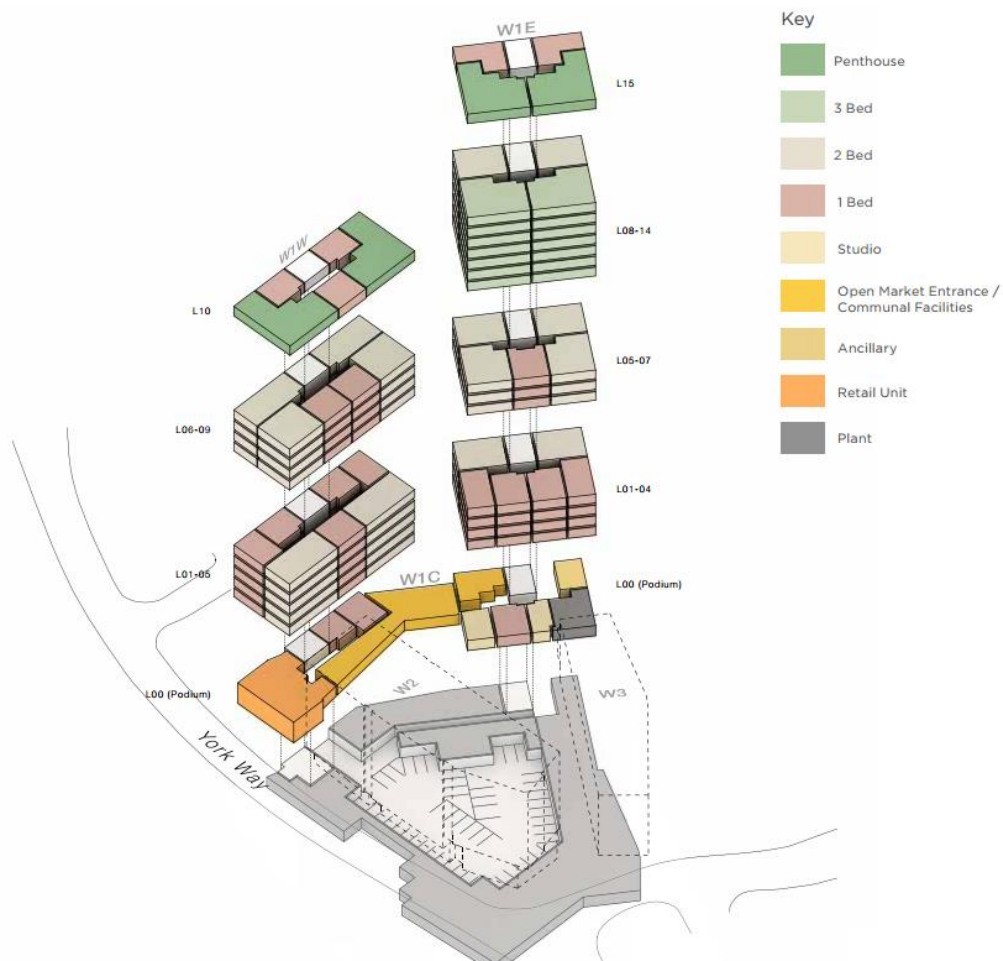 W1E
L15
L08-14
W1W
L10
L05-07
L06-09
L01-04
L01-05
W1C
L00 (Podium)
L00 (Podium)
W2
W3
York Way
Key
Penthouse
3 Bed
2 Bed
1 Bed
Studio
Open Market Entrance /
Communal Facilities
Ancillary
Retail Unit
Plant